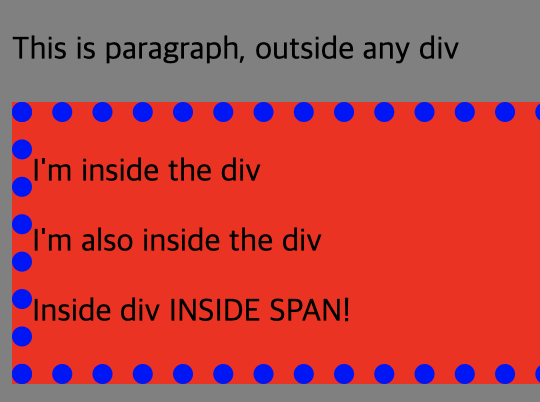 This is paragraph, outside any div
I'm inside the div
I'm also inside the div
Inside div INSIDE SPAN!